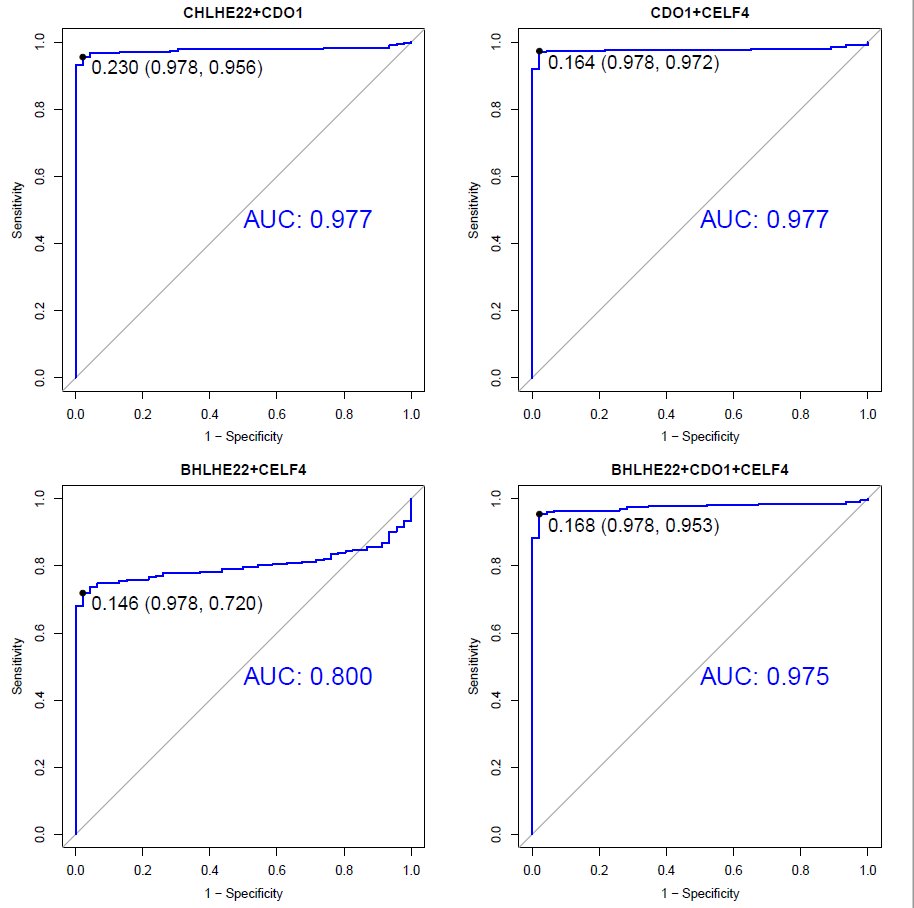 CHLHE22+CDO1
1.0
0.8
0.6
0.4
0.2
0.0
Sensitivity
0.230 (0.978, 0.956)
AUC: 0.977
0.0 0.2 0.4 0.6 0.8 1.0
1 − Specificity
CDO1+CELF4
1.0
0.8
0.6
0.4
0.2
0.0
Sensitivity
0.164 (0.978, 0.972)
AUC: 0.977
0.0 0.2 0.4 0.6 0.8 1.0
1 − Specificity
BHLHE22+CELF4
1.0
0.8
0.6
0.4
0.2
0.0
Sensitivity
0.146 (0.978, 0.720)
AUC: 0.800
0.0 0.2 0.4 0.6 0.8 1.0
1 − Specificity
BHLHE22+CDO1+CELF4
1.0
0.8
0.6
0.4
0.2
0.0
Sensitivity
0.168 (0.978, 0.953)
AUC: 0.975
0.0 0.2 0.4 0.6 0.8 1.0
1 − Specificity